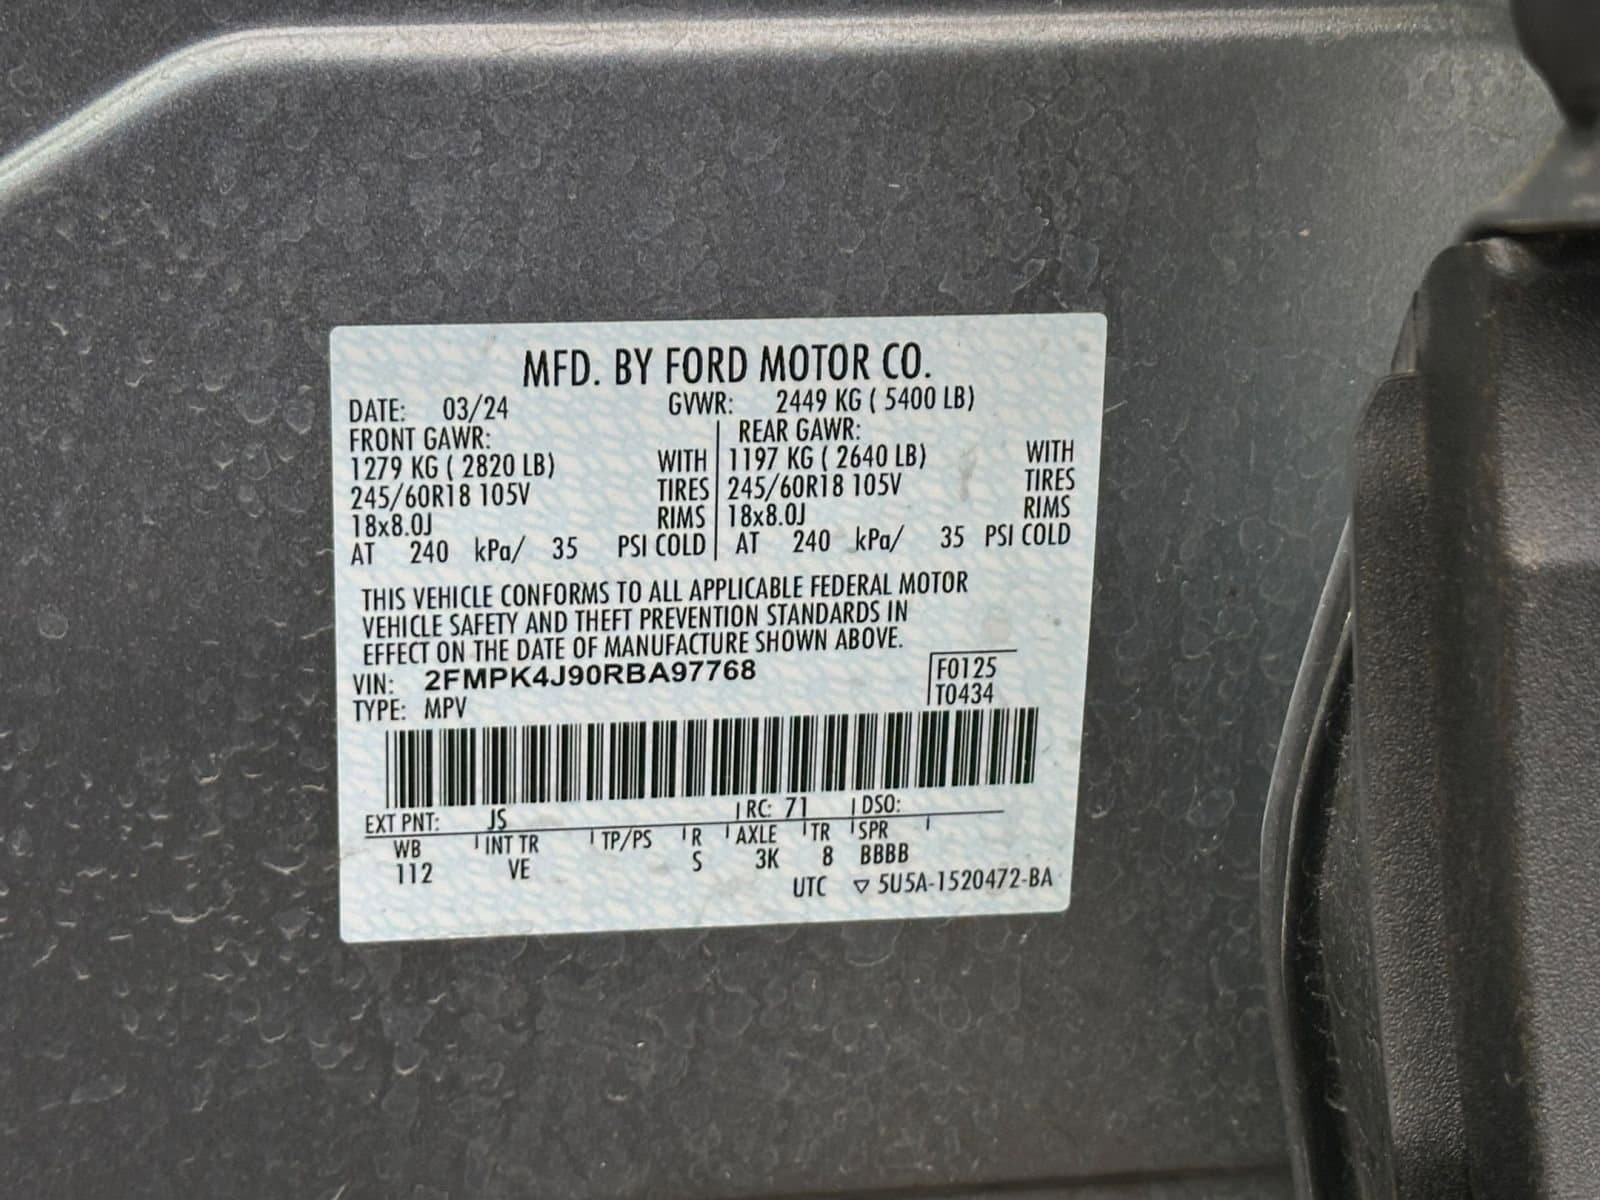 MFD. BY FORD MOTOR CO.
DATE: 03/24 GVWR: 2449 KG ( 5400 LB)
FRONT GAWR: REAR GAWR:
1279 KG ( 2820 LB) WITH 1197 KG ( 2640 LB) WITH
245/60R18 105V TIRES 245/60R18 105V TIRES
18x8.0J RIMS 18x8.0J RIMS
AT 240 kPa/ 35 PSI COLD AT 240 kPa/ 35 PSI COLD
THIS VEHICLE CONFORMS TO ALL APPLICABLE FEDERAL MOTOR
VEHICLE SAFETY AND THEFT PREVENTION STANDARDS IN
EFFECT ON THE DATE OF MANUFACTURE SHOWN ABOVE.
VIN: 2FMPK4J90RBA97768 F0125
TYPE: MPV T0434
EXT PNT: JS RC: 71 DSO:
WB INT TR TP/PS R AXLE TR SPR
112 VE S 3K 8 BBBB
UTC ▽ 5U5A-1520472-BA